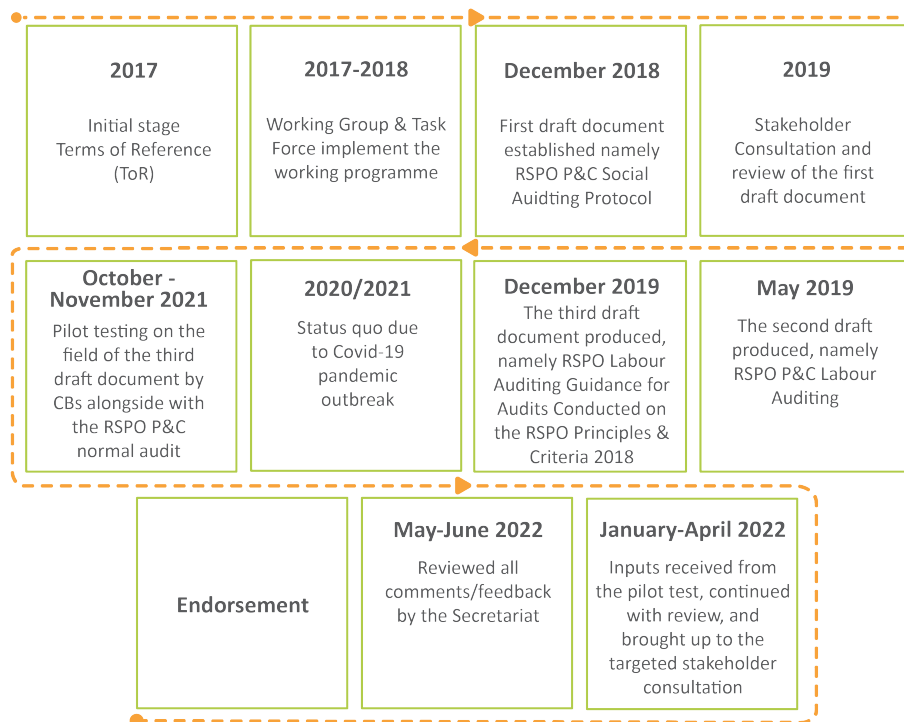 2017
Initial stage
Terms of Reference
(ToR)
2017-2018
Working Group & Task
Force implement the
working programme
December 2018
First draft document
established namely
RSPO P&C Social
Auidting Protocol
2019
Stakeholder
Consultation and
review of the first
draft document
May 2019
The second draft
produced, namely
RSPO P&C Labour
Auditing
December 2019
The third draft
document produced,
namely RSPO Labour
Auditing Guidance for
Audits Conducted on
the RSPO Principles &
Criteria 2018
2020/2021
Status quo due
to Covid-19
pandemic
outbreak
October -
November 2021
Pilot testing on the
field of the third
draft document by
CBs alongside with
the RSPO P&C
normal audit
January-April 2022
Inputs received from
the pilot test, continued
with review, and
brought up to the
targeted stakeholder
consultation
May-June 2022
Reviewed all
comments/feedback
by the Secretariat
Endorsement